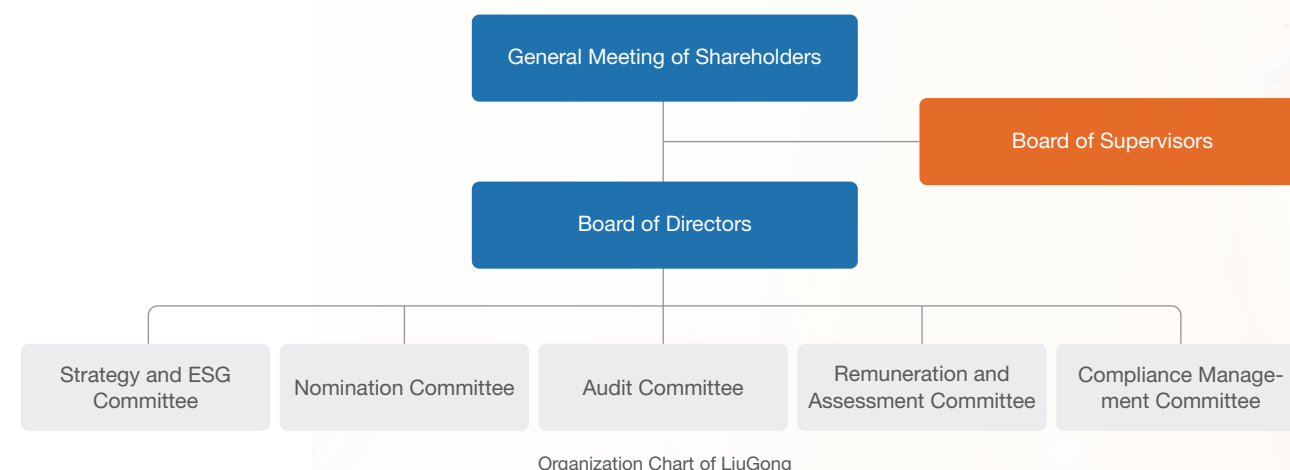 General Meeting of Shareholders
Board of Supervisors
Board of Directors
Strategy and ESG
Committee
Nomination Committee
Audit Committee
Remuneration and
Assessment Committee
Compliance Manage-
ment Committee
Organization Chart of LiuGong